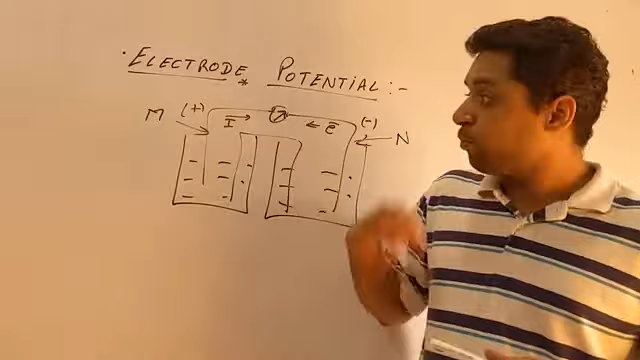 · ELECTRODE POTENTIAL :-
M (+) I → ← e̅ (-) N